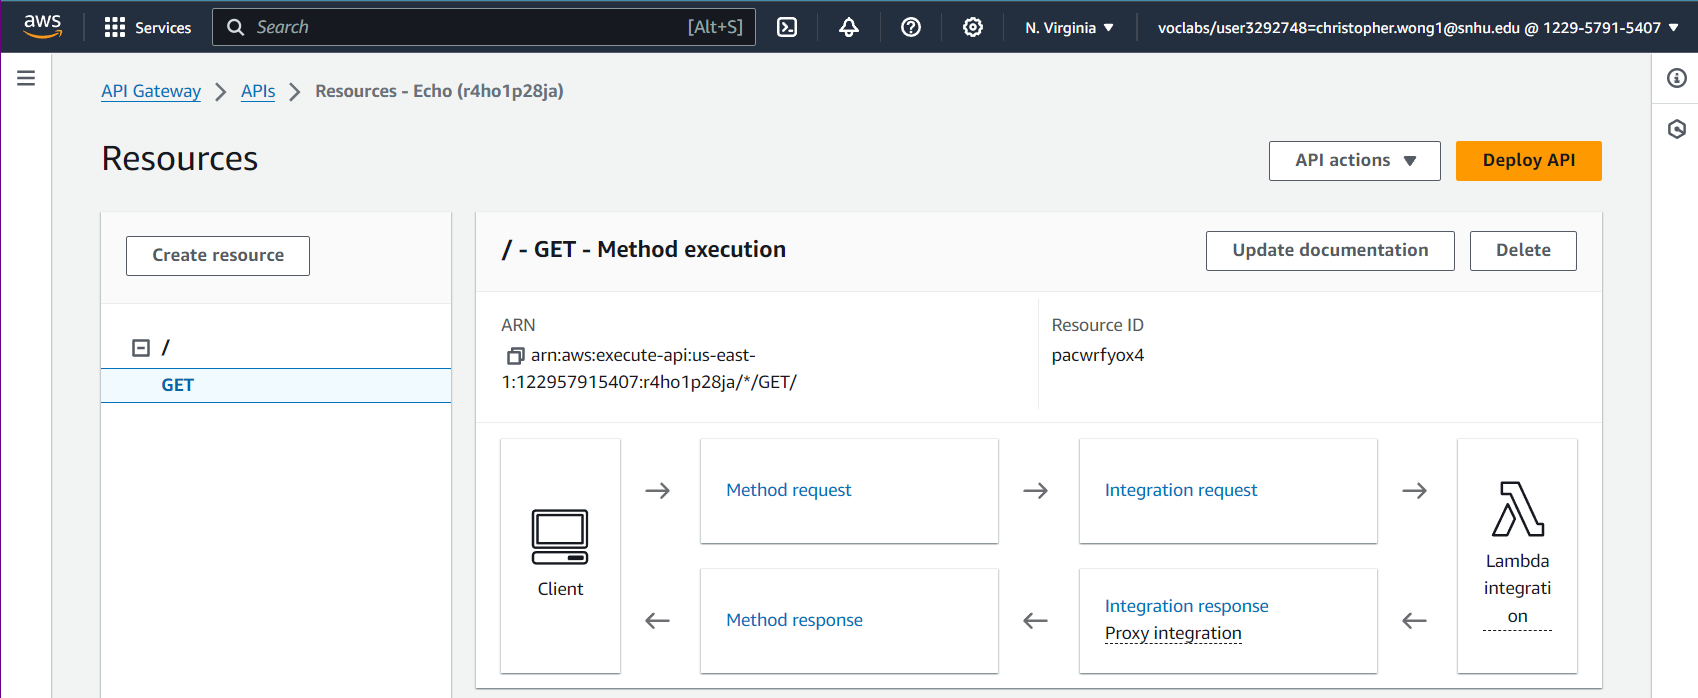 aws
Services
Search
[Alt+S]
N. Virginia
voclabs/user3292748=christopher.wong1@snhu.edu @ 1229-5791-5407
API Gateway
APIs
Resources - Echo (r4ho1p28ja)
Resources
API actions
Deploy API
Create resource
/
GET
/ - GET - Method execution
Update documentation
Delete
ARN
arn:aws:execute-api:us-east-
1:122957915407:r4ho1p28ja/*/GET/
Resource ID
pacwrfyox4
Client
Method request
Integration request
Method response
Integration response
Proxy integration
Lambda
integrati
on